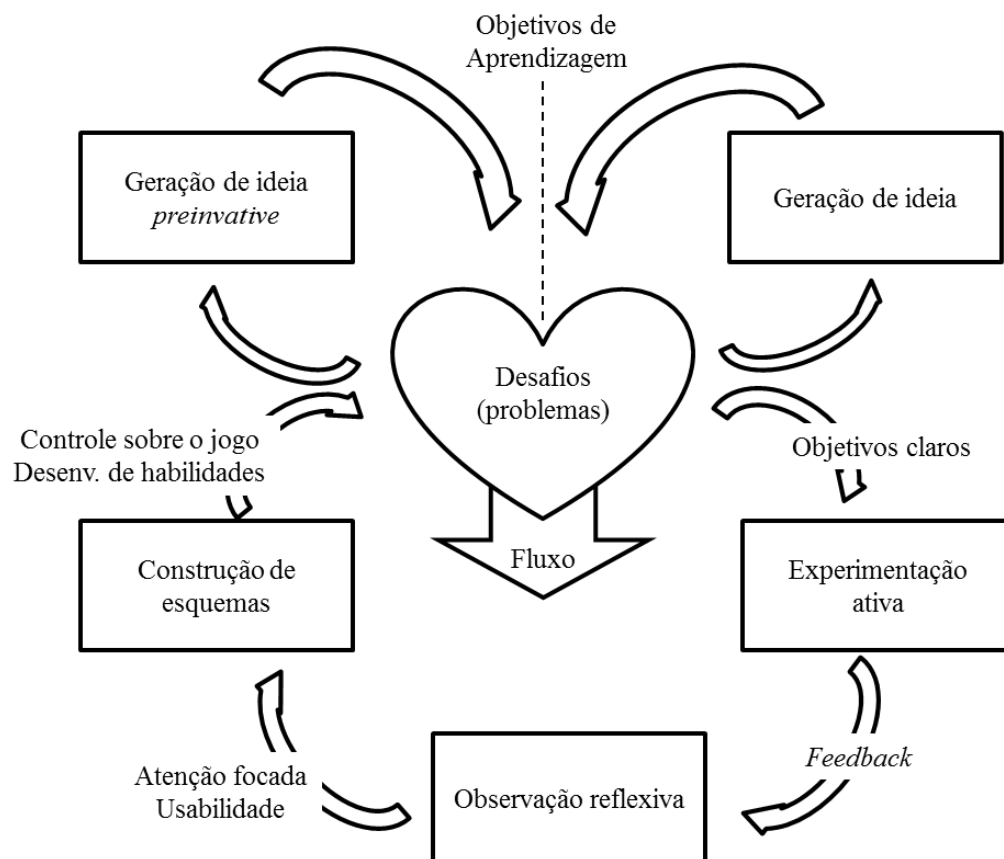 Objetivos de
Aprendizagem
Geração de ideia
preinvative
Geração de ideia
Desafios
(problemas)
Controle sobre o jogo
Desenv. de habilidades
Objetivos claros
Fluxo
Construção de
esquemas
Experimentação
ativa
Atenção focada
Usabilidade
Observação reflexiva
Feedback